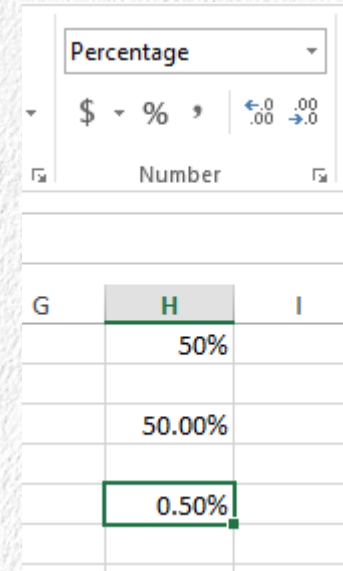 Percentage
$ % , ←.0 .00 .00 →.0
Number
G H I
50%
50.00%
0.50%